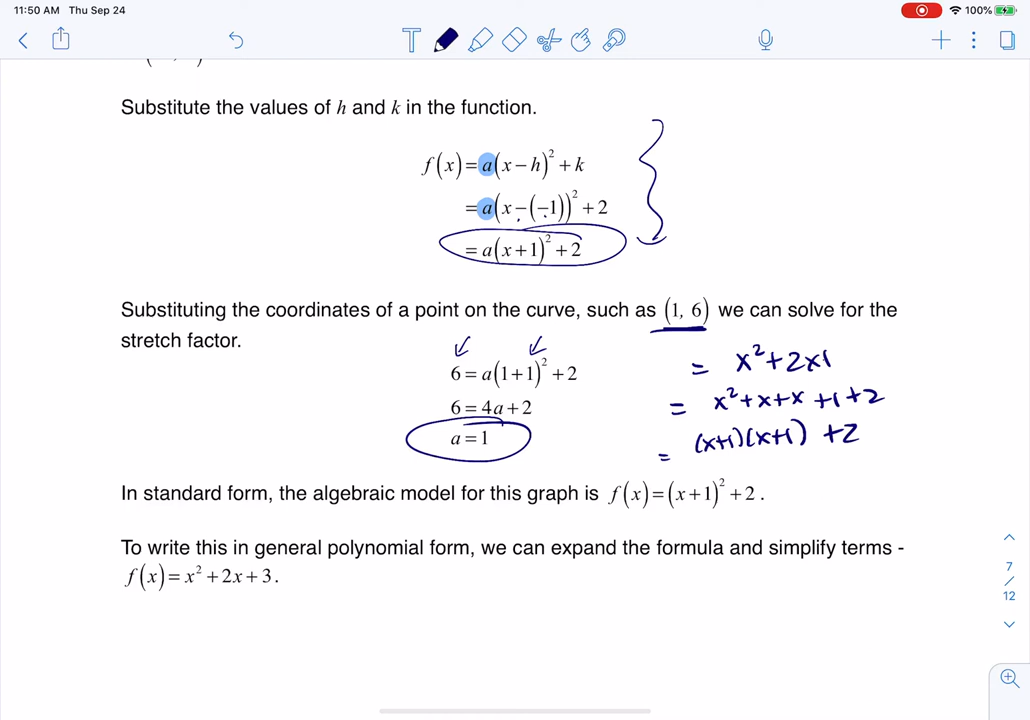 11:50 AM Thu Sep 24
100%
Substitute the values of h and k in the function.
f(x) = a(x − h)² + k
= a(x − (−1))² + 2
= a(x + 1)² + 2
Substituting the coordinates of a point on the curve, such as (1, 6) we can solve for the
stretch factor.
6 = a(1 + 1)² + 2
6 = 4a + 2
a = 1
= x² + 2x1
= x² + x + x + 1 + 2
= (x+1)(x+1) + 2
In standard form, the algebraic model for this graph is f(x) = (x + 1)² + 2 .
To write this in general polynomial form, we can expand the formula and simplify terms -
f(x) = x² + 2x + 3 .
7
/
12